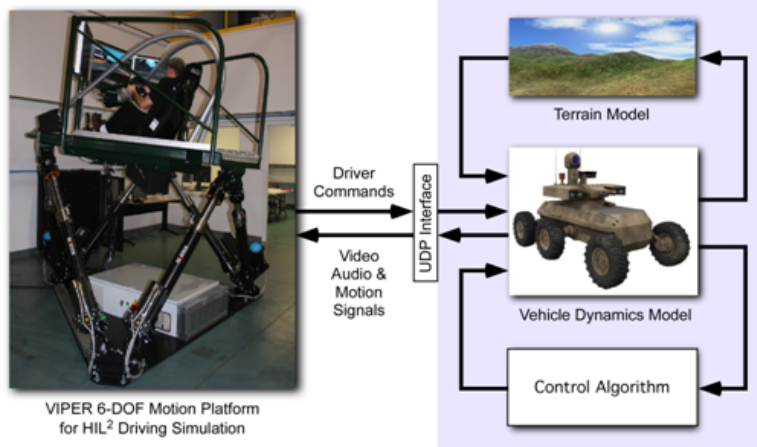 Driver
Commands
Video
Audio &
Motion
Signals
UDP Interface
Terrain Model
Vehicle Dynamics Model
Control Algorithm
VIPER 6-DOF Motion Platform
for HIL² Driving Simulation